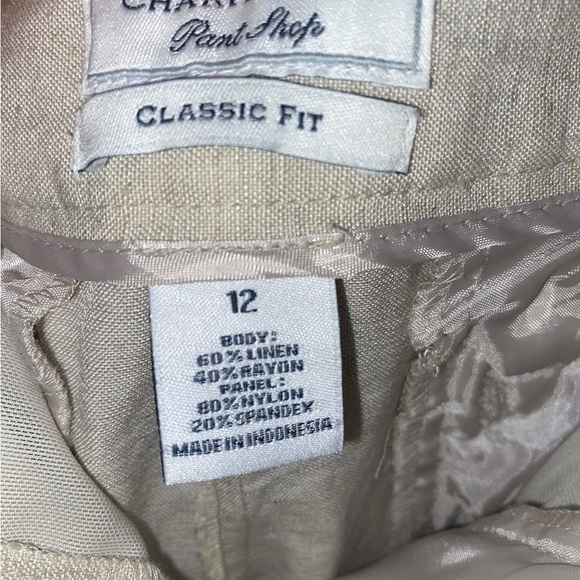 Pant Shop
CLASSIC FIT
12
BODY:
60% LINEN
40% RAYON
PANEL:
80% NYLON
20% SPANDEX
MADE IN INDONESIA